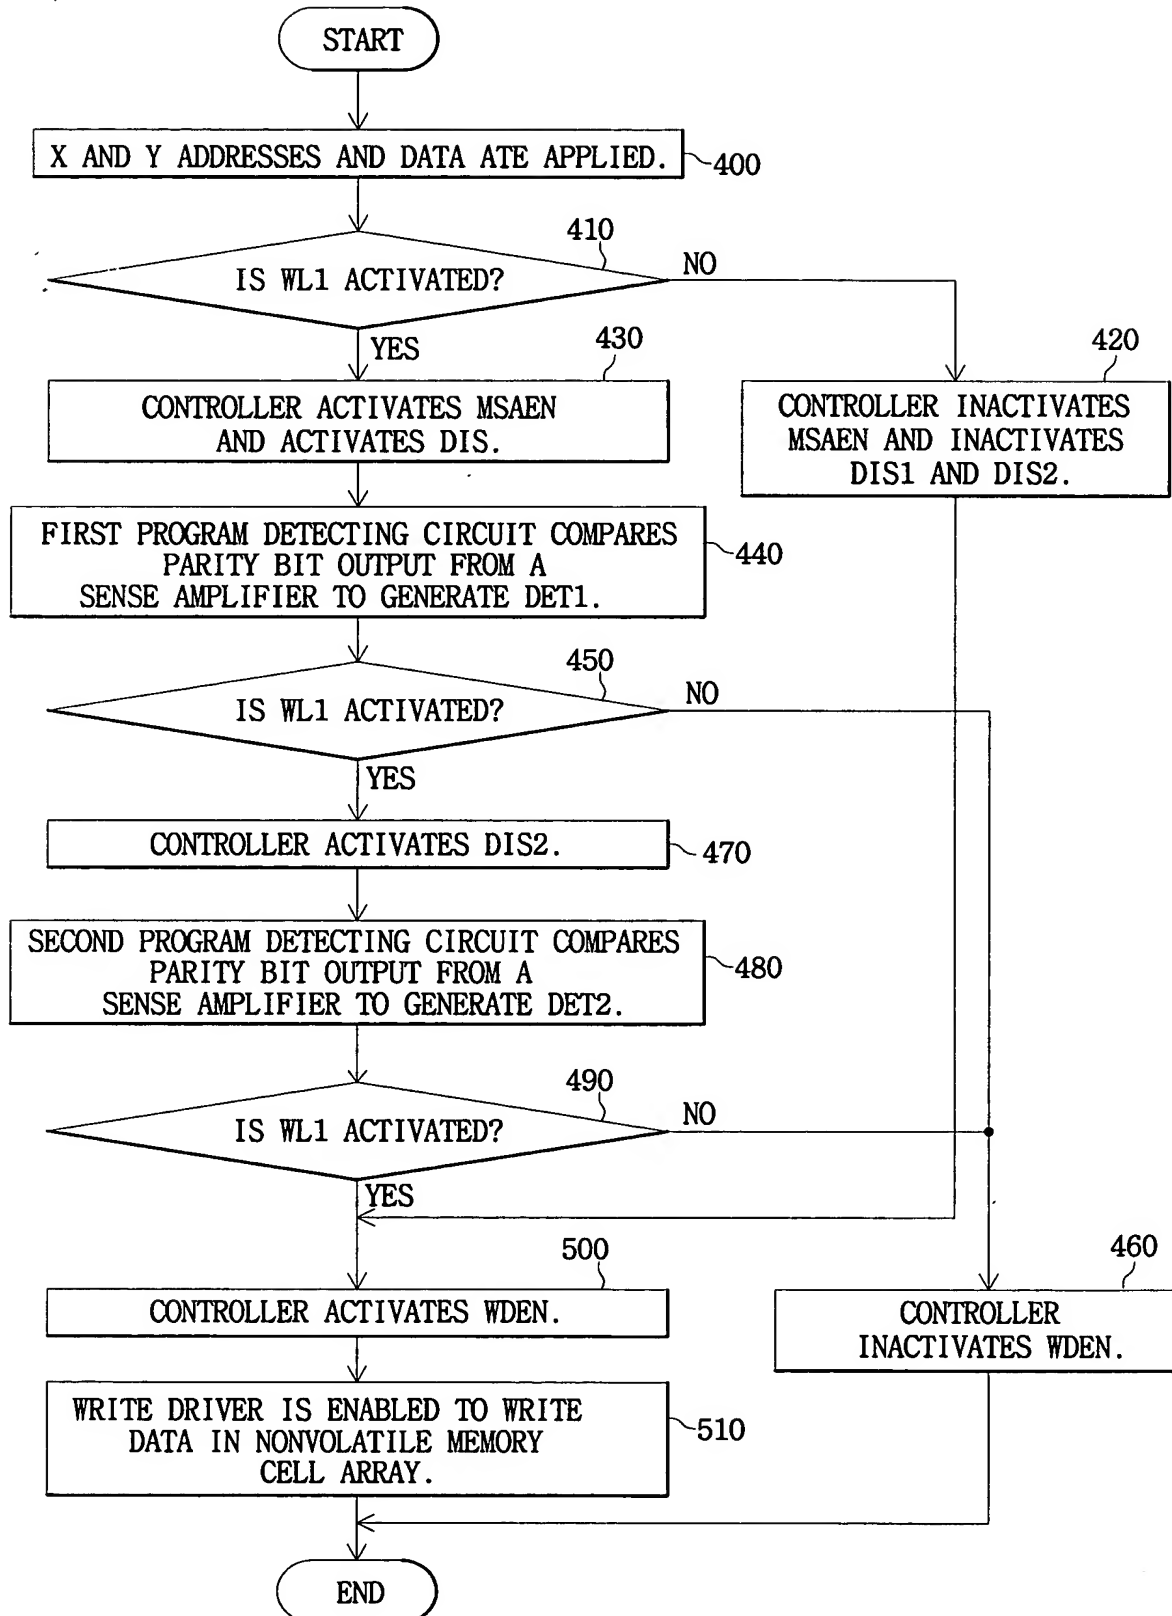 START
X AND Y ADDRESSES AND DATA ATE APPLIED.
400
410
IS WL1 ACTIVATED?
NO
YES
430
CONTROLLER ACTIVATES MSAEN
AND ACTIVATES DIS.
420
CONTROLLER INACTIVATES
MSAEN AND INACTIVATES
DIS1 AND DIS2.
FIRST PROGRAM DETECTING CIRCUIT COMPARES
PARITY BIT OUTPUT FROM A
SENSE AMPLIFIER TO GENERATE DET1.
440
450
IS WL1 ACTIVATED?
NO
YES
CONTROLLER ACTIVATES DIS2.
470
SECOND PROGRAM DETECTING CIRCUIT COMPARES
PARITY BIT OUTPUT FROM A
SENSE AMPLIFIER TO GENERATE DET2.
480
490
IS WL1 ACTIVATED?
NO
YES
500
CONTROLLER ACTIVATES WDEN.
460
CONTROLLER
INACTIVATES WDEN.
WRITE DRIVER IS ENABLED TO WRITE
DATA IN NONVOLATILE MEMORY
CELL ARRAY.
510
END